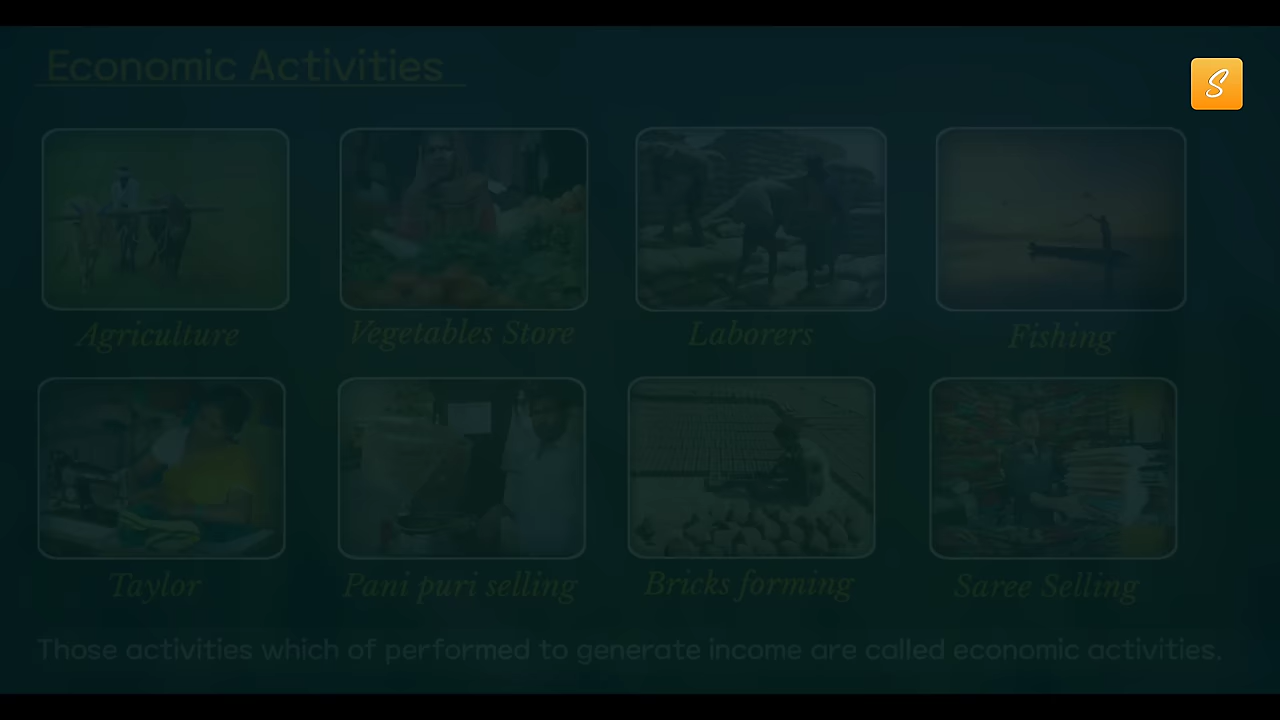 Economic Activities
S
Agriculture Vegetables Store Laborers Fishing
Taylor Pani puri selling Bricks forming Saree Selling
Those activities which of performed to generate income are called economic activities.